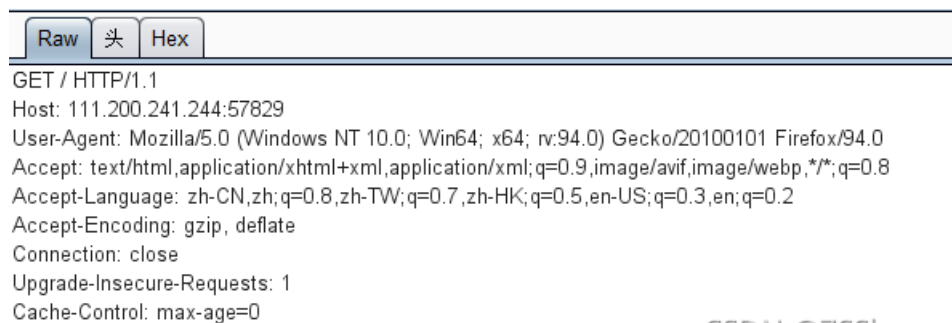 Raw 头 Hex
GET / HTTP/1.1
Host: 111.200.241.244:57829
User-Agent: Mozilla/5.0 (Windows NT 10.0; Win64; x64; rv:94.0) Gecko/20100101 Firefox/94.0
Accept: text/html,application/xhtml+xml,application/xml;q=0.9,image/avif,image/webp,*/*;q=0.8
Accept-Language: zh-CN,zh;q=0.8,zh-TW;q=0.7,zh-HK;q=0.5,en-US;q=0.3,en;q=0.2
Accept-Encoding: gzip, deflate
Connection: close
Upgrade-Insecure-Requests: 1
Cache-Control: max-age=0